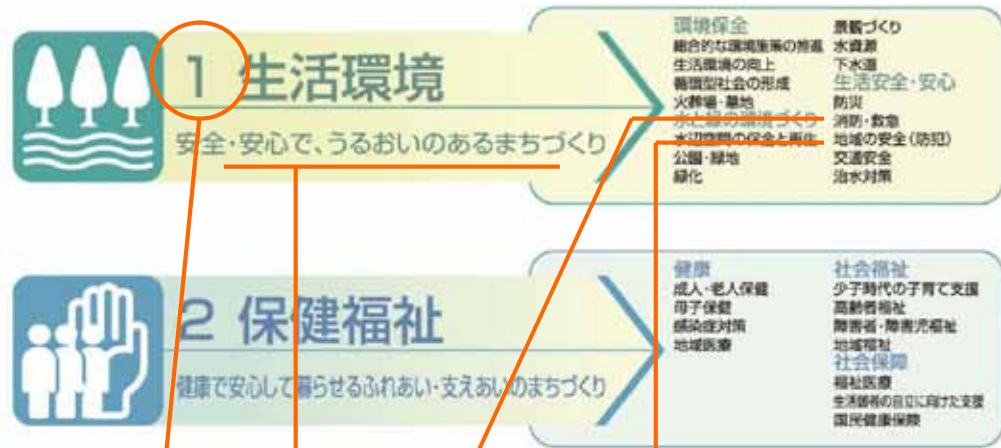 1 生活環境
安全・安心で、うるおいのあるまちづくり
環境保全
総合的な環境施策の推進
生活環境の向上
循環型社会の形成
火葬場・墓地
水と緑の環境づくり
水辺空間の保全と再生
公園・緑地
緑化
景観づくり
水資源
下水道
生活安全・安心
防災
消防・救急
地域の安全(防犯)
交通安全
治水対策
2 保健福祉
健康で安心して暮らせるふれあい・支えあいのまちづくり
健康
成人・老人保健
母子保健
感染症対策
地域医療
社会福祉
少子時代の子育て支援
高齢者福祉
障害者・障害児福祉
地域福祉
社会保障
福祉医療
生活困窮者の自立に向けた支援
国民健康保険